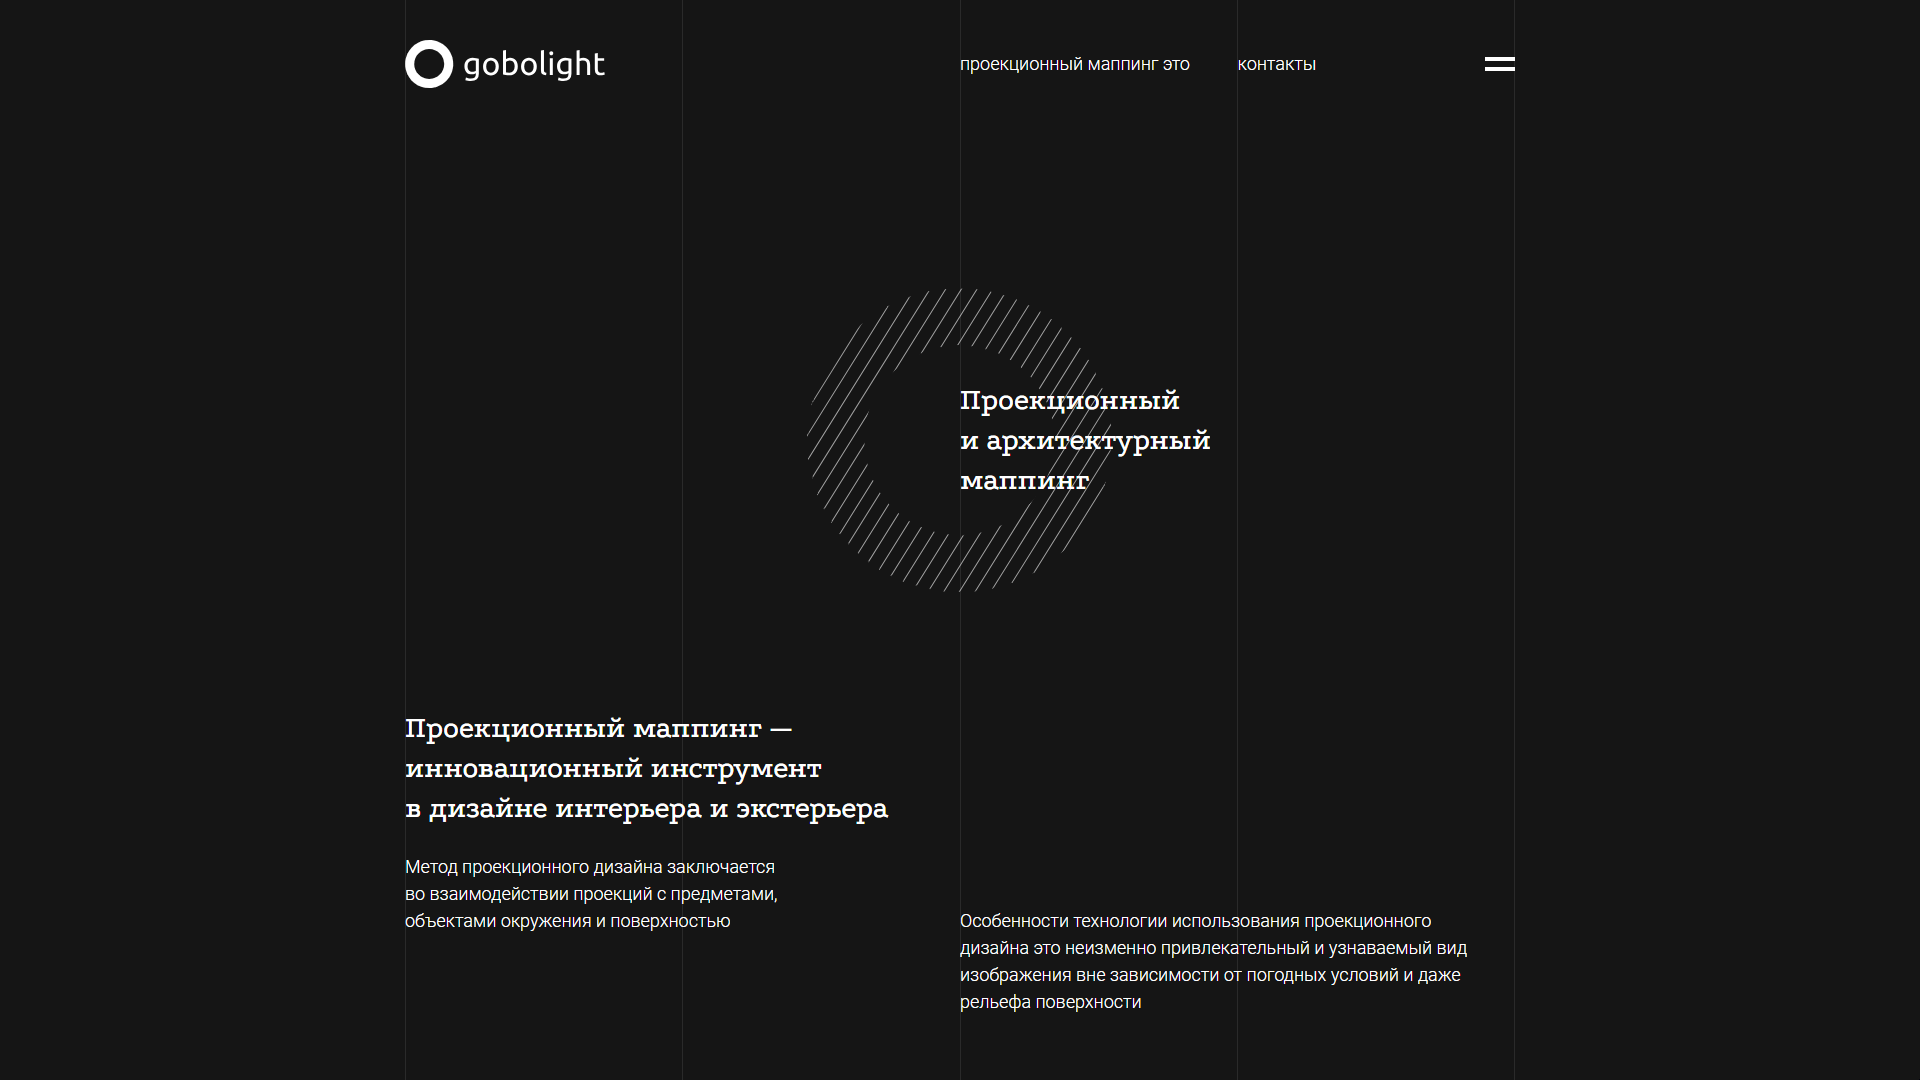 gobolight
проекционный маппинг это
контакты
Проекционный
и архитектурный
маппинг
Проекционный маппинг —
инновационный инструмент
в дизайне интерьера и экстерьера
Метод проекционного дизайна заключается
во взаимодействии проекций с предметами,
объектами окружения и поверхностью
Особенности технологии использования проекционного
дизайна это неизменно привлекательный и узнаваемый вид
изображения вне зависимости от погодных условий и даже
рельефа поверхности